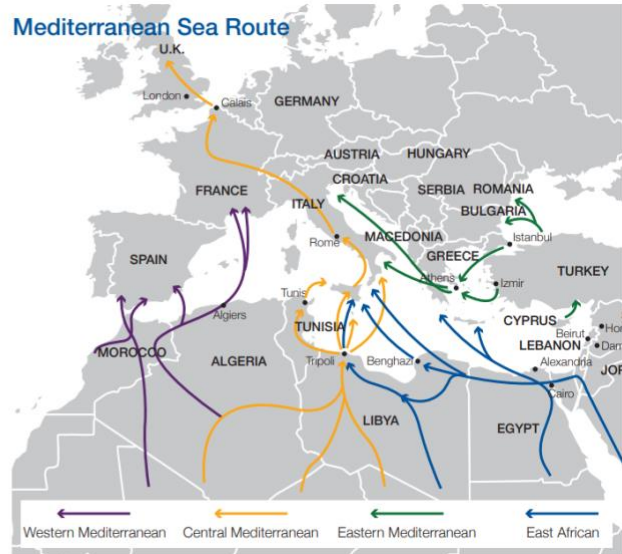 Mediterranean Sea Route
U.K.
London
Calais
GERMANY
AUSTRIA
HUNGARY
CROATIA
FRANCE
SERBIA
ROMANIA
ITALY
BULGARIA
MACEDONIA
Istanbul
Rome
GREECE
SPAIN
Athens
Izmir
TURKEY
Tunis
CYPRUS
Algiers
TUNISIA
Beirut
LEBANON
MOROCCO
ALGERIA
Tripoli
Benghazi
Alexandria
Cairo
LIBYA
EGYPT
Western Mediterranean
Central Mediterranean
Eastern Mediterranean
East African